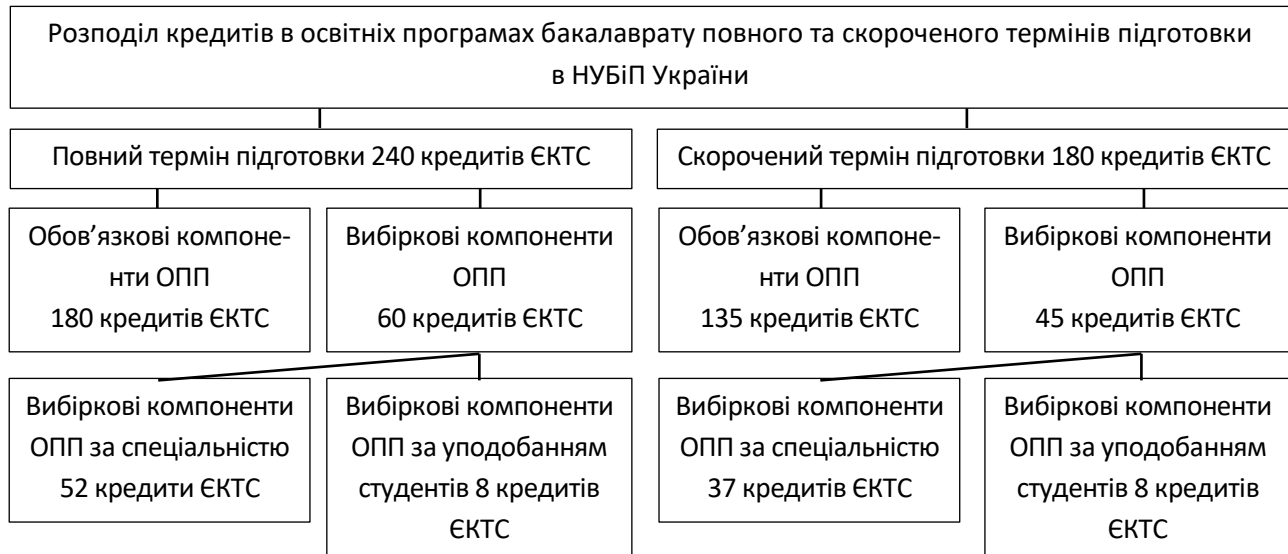 Розподіл кредитів в освітніх програмах бакалаврату повного та скороченого термінів підготовки
в НУБіП України
Повний термін підготовки 240 кредитів ЄКТС
Скорочений термін підготовки 180 кредитів ЄКТС
Обов’язкові компоне-
нти ОПП
180 кредитів ЄКТС
Вибіркові компоненти
ОПП
60 кредитів ЄКТС
Обов’язкові компоне-
нти ОПП
135 кредитів ЄКТС
Вибіркові компоненти
ОПП
45 кредитів ЄКТС
Вибіркові компоненти
ОПП за спеціальністю
52 кредити ЄКТС
Вибіркові компоненти
ОПП за уподобанням
студентів 8 кредитів
ЄКТС
Вибіркові компоненти
ОПП за спеціальністю
37 кредитів ЄКТС
Вибіркові компоненти
ОПП за уподобанням
студентів 8 кредитів
ЄКТС